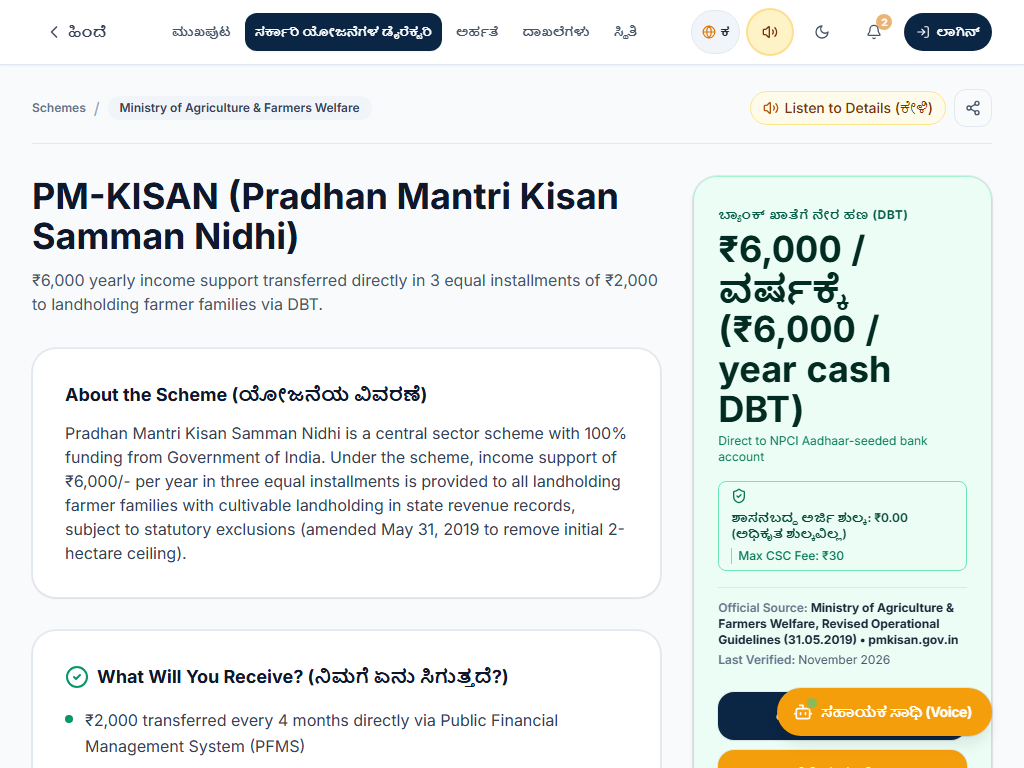 ಹಿಂದೆ
ಮುಖಪುಟ
ಸರ್ಕಾರಿ ಯೋಜನೆಗಳ ಡೈರೆಕ್ಟರಿ
ಅರ್ಹತೆ
ದಾಖಲೆಗಳು
ಸ್ಥಿತಿ
ಕ
2
ಲಾಗಿನ್
Schemes / Ministry of Agriculture & Farmers Welfare
Listen to Details (ಕೇಳಿ)
PM-KISAN (Pradhan Mantri Kisan
Samman Nidhi)
₹6,000 yearly income support transferred directly in 3 equal installments of ₹2,000
to landholding farmer families via DBT.
About the Scheme (ಯೋಜನೆಯ ವಿವರಣೆ)
Pradhan Mantri Kisan Samman Nidhi is a central sector scheme with 100%
funding from Government of India. Under the scheme, income support of
₹6,000/- per year in three equal installments is provided to all landholding
farmer families with cultivable landholding in state revenue records,
subject to statutory exclusions (amended May 31, 2019 to remove initial 2-
hectare ceiling).
What Will You Receive? (ನಿಮಗೆ ಏನು ಸಿಗುತ್ತದೆ?)
₹2,000 transferred every 4 months directly via Public Financial
Management System (PFMS)
ಬ್ಯಾಂಕ್ ಖಾತೆಗೆ ನೇರ ಹಣ (DBT)
₹6,000 /
ವರ್ಷಕ್ಕೆ
(₹6,000 /
year cash
DBT)
Direct to NPCI Aadhaar-seeded bank
account
ಶಾಸನಬದ್ಧ ಅರ್ಜಿ ಶುಲ್ಕ: ₹0.00
(ಅಧಿಕೃತ ಶುಲ್ಕವಿಲ್ಲ)
Max CSC Fee: ₹30
Official Source: Ministry of Agriculture &
Farmers Welfare, Revised Operational
Guidelines (31.05.2019) • pmkisan.gov.in
Last Verified: November 2026
ಸಹಾಯಕ ಸಾಥಿ (Voice)